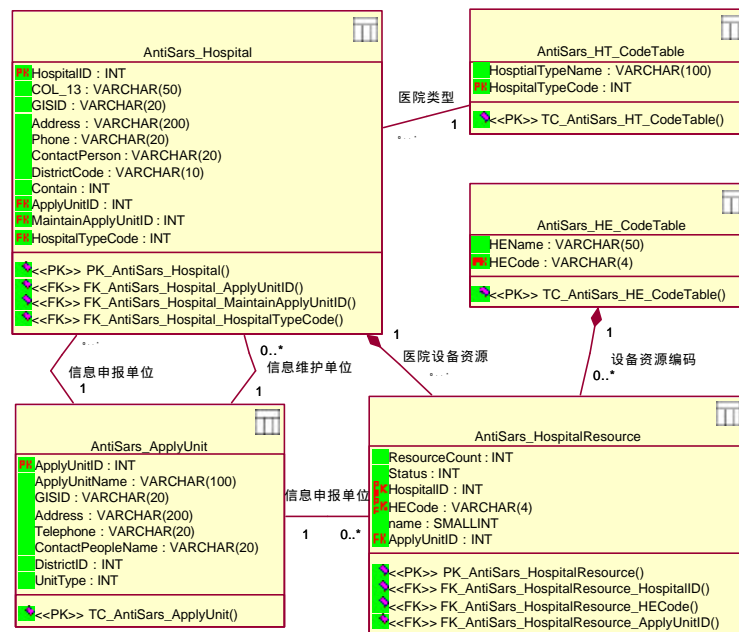 AntiSars_Hospital
PK HospitalID : INT
COL_13 : VARCHAR(50)
GISID : VARCHAR(20)
Address : VARCHAR(200)
Phone : VARCHAR(20)
ContactPerson : VARCHAR(20)
DistrictCode : VARCHAR(10)
Contain : INT
FK ApplyUnitID : INT
FK MaintainApplyUnitID : INT
FK HospitalTypeCode : INT
<<PK>> PK_AntiSars_Hospital()
<<FK>> FK_AntiSars_Hospital_ApplyUnitID()
<<FK>> FK_AntiSars_Hospital_MaintainApplyUnitID()
<<FK>> FK_AntiSars_Hospital_HospitalTypeCode()
医院类型
1
AntiSars_HT_CodeTable
HosptialTypeName : VARCHAR(100)
PK HospitalTypeCode : INT
<<PK>> TC_AntiSars_HT_CodeTable()
AntiSars_HE_CodeTable
HEName : VARCHAR(50)
PK HECode : VARCHAR(4)
<<PK>> TC_AntiSars_HE_CodeTable()
信息申报单位
1
0..*
信息维护单位
1
1
医院设备资源
1
设备资源编码
0..*
AntiSars_ApplyUnit
PK ApplyUnitID : INT
ApplyUnitName : VARCHAR(100)
GISID : VARCHAR(20)
Address : VARCHAR(200)
Telephone : VARCHAR(20)
ContactPeopleName : VARCHAR(20)
DistrictID : INT
UnitType : INT
<<PK>> TC_AntiSars_ApplyUnit()
信息申报单位
1 0..*
AntiSars_HospitalResource
ResourceCount : INT
Status : INT
HospitalID : INT
HECode : VARCHAR(4)
name : SMALLINT
FK ApplyUnitID : INT
<<PK>> PK_AntiSars_HospitalResource()
<<FK>> FK_AntiSars_HospitalResource_HospitalID()
<<FK>> FK_AntiSars_HospitalResource_HECode()
<<FK>> FK_AntiSars_HospitalResource_ApplyUnitID()